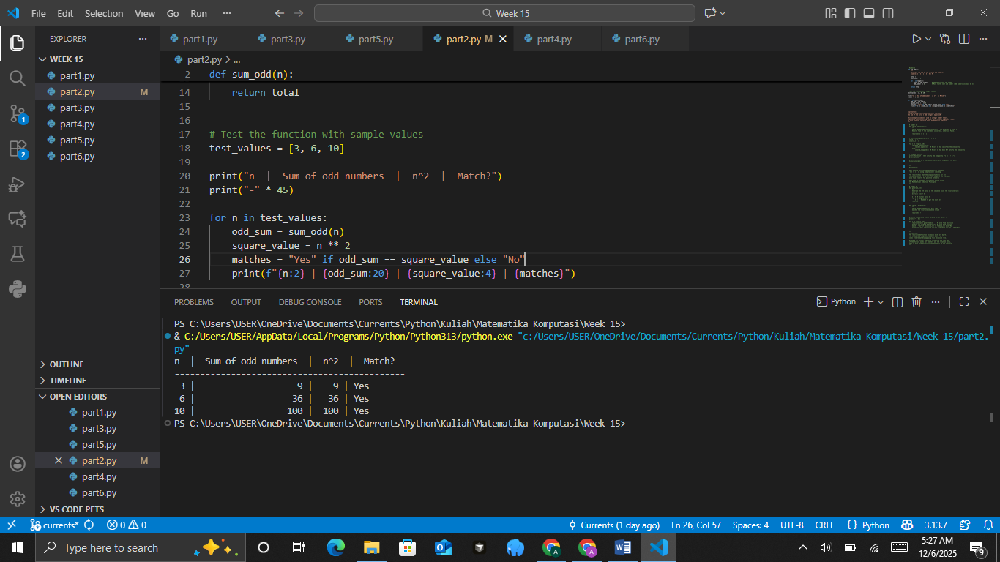 File Edit Selection View Go Run ··· Week 15
EXPLORER ···
WEEK 15
part1.py
part2.py M
part3.py
part4.py
part5.py
part6.py
1
2
OUTLINE
TIMELINE
OPEN EDITORS
part1.py
part3.py
part5.py
part2.py M
part4.py
part6.py
VS CODE PETS
part1.py part3.py part5.py part2.py M part4.py part6.py
part2.py > ...
2 def sum_odd(n):
14 return total
15
16
17 # Test the function with sample values
18 test_values = [3, 6, 10]
19
20 print("n  |  Sum of odd numbers  |  n^2  |  Match?")
21 print("-" * 45)
22
23 for n in test_values:
24 odd_sum = sum_odd(n)
25 square_value = n ** 2
26 matches = "Yes" if odd_sum == square_value else "No"
27 print(f"{n:2} | {odd_sum:20} | {square_value:4} | {matches}")
28
PROBLEMS OUTPUT DEBUG CONSOLE PORTS TERMINAL Python
PS C:\Users\USER\OneDrive\Documents\Currents\Python\Kuliah\Matematika Komputasi\Week 15>
& C:/Users/USER/AppData/Local/Programs/Python/Python313/python.exe "c:/Users/USER/OneDrive/Documents/Currents/Python/Kuliah/Matematika Komputasi/Week 15/part2.
py"
n  |  Sum of odd numbers  |  n^2  |  Match?
---------------------------------------------
 3 |                    9 |    9 | Yes
 6 |                   36 |   36 | Yes
10 |                  100 |  100 | Yes
PS C:\Users\USER\OneDrive\Documents\Currents\Python\Kuliah\Matematika Komputasi\Week 15>
currents* 0 0 Currents (1 day ago) Ln 26, Col 57 Spaces: 4 UTF-8 CRLF { } Python 3.13.7
Type here to search
5:27 AM
12/6/2025
9